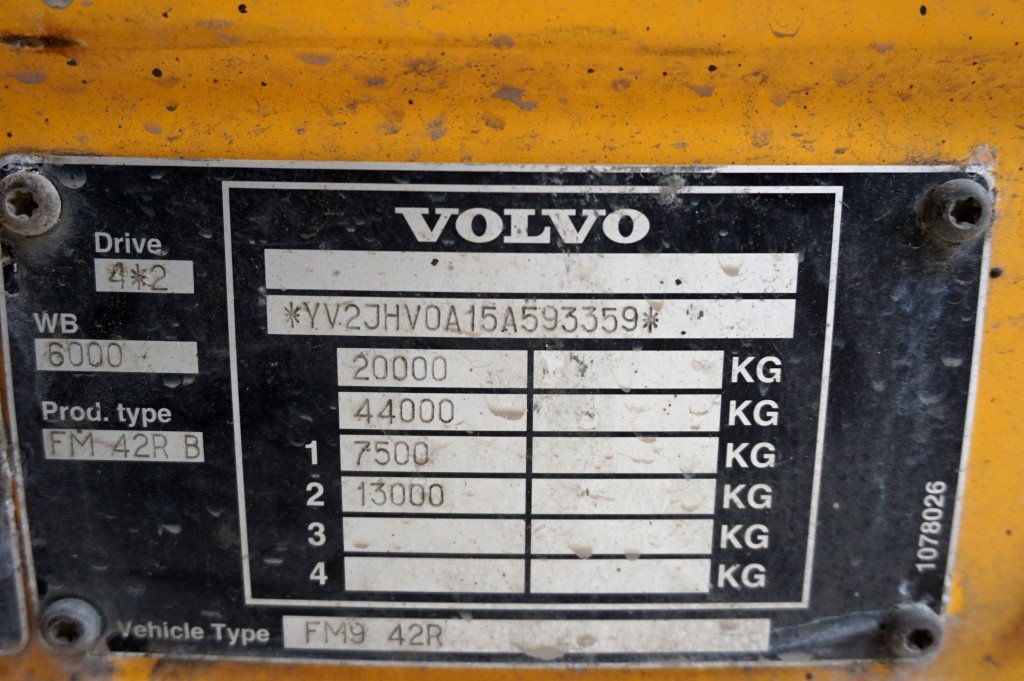 VOLVO
Drive
4*2
WB
6000
Prod. type
FM 42R B
*YV2JHV0A15A593359*
20000 KG
44000 KG
1 7500 KG
2 13000 KG
3 KG
4 KG
1078026
Vehicle Type FM9 42R